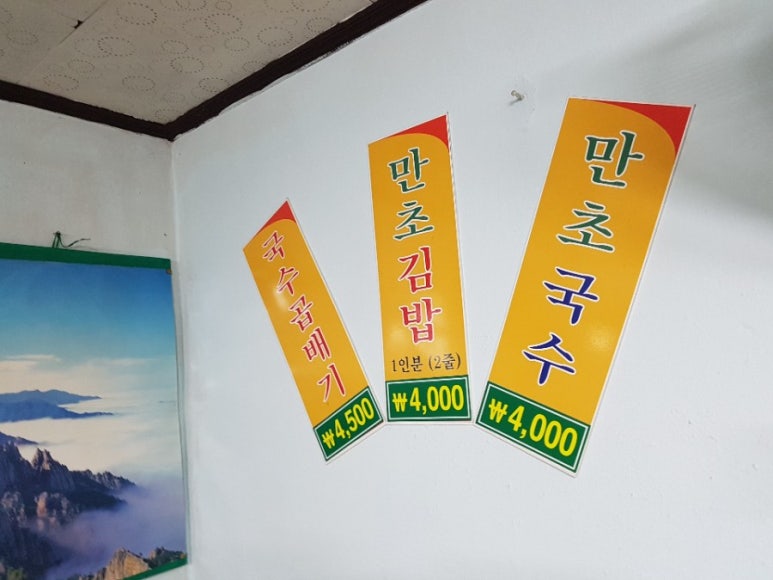 국수곱배기
₩4,500
만초김밥
1인분 (2줄)
₩4,000
만초국수
₩4,000